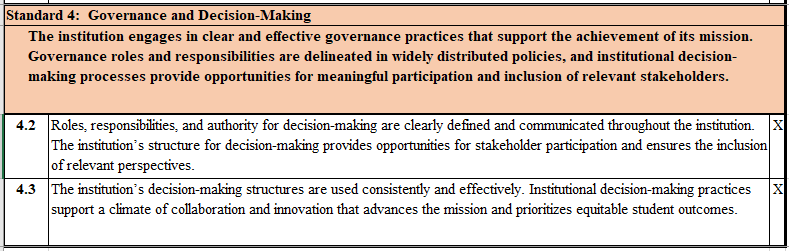 Standard 4:  Governance and Decision-Making
The institution engages in clear and effective governance practices that support the achievement of its mission.
Governance roles and responsibilities are delineated in widely distributed policies, and institutional decision-
making processes provide opportunities for meaningful participation and inclusion of relevant stakeholders.
4.2 Roles, responsibilities, and authority for decision-making are clearly defined and communicated throughout the institution. X
The institution's structure for decision-making provides opportunities for stakeholder participation and ensures the inclusion
of relevant perspectives.
4.3 The institution's decision-making structures are used consistently and effectively. Institutional decision-making practices X
support a climate of collaboration and innovation that advances the mission and prioritizes equitable student outcomes.